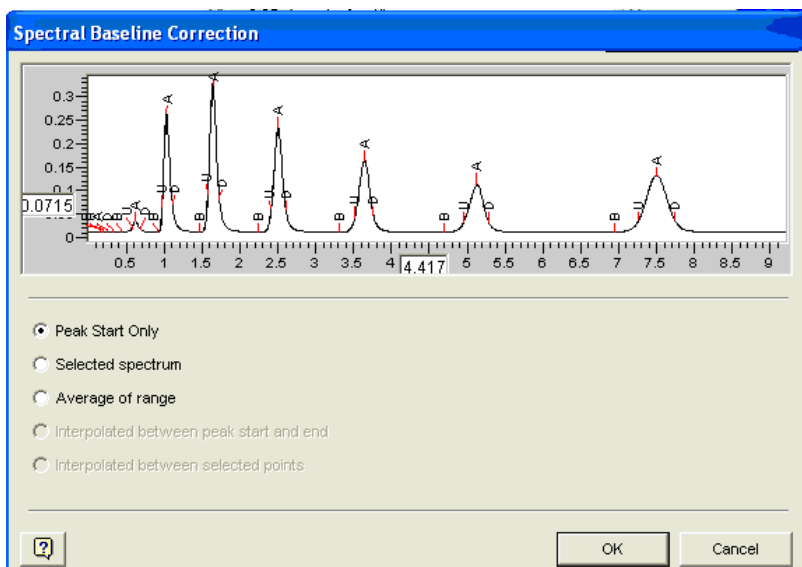 Spectral Baseline Correction
A
A
A
A
A
A
A
0.3
0.25
0.2
0.15
0.1
0.0715
0
U D
U D
U D
U D
U D
U D
U D
B
B
B
B
B
B
0.5 1 1.5 2 2.5 3 3.5 4 4.417 5 5.5 6 6.5 7 7.5 8 8.5 9
Peak Start Only
Selected spectrum
Average of range
Interpolated between peak start and end
Interpolated between selected points
?
OK Cancel